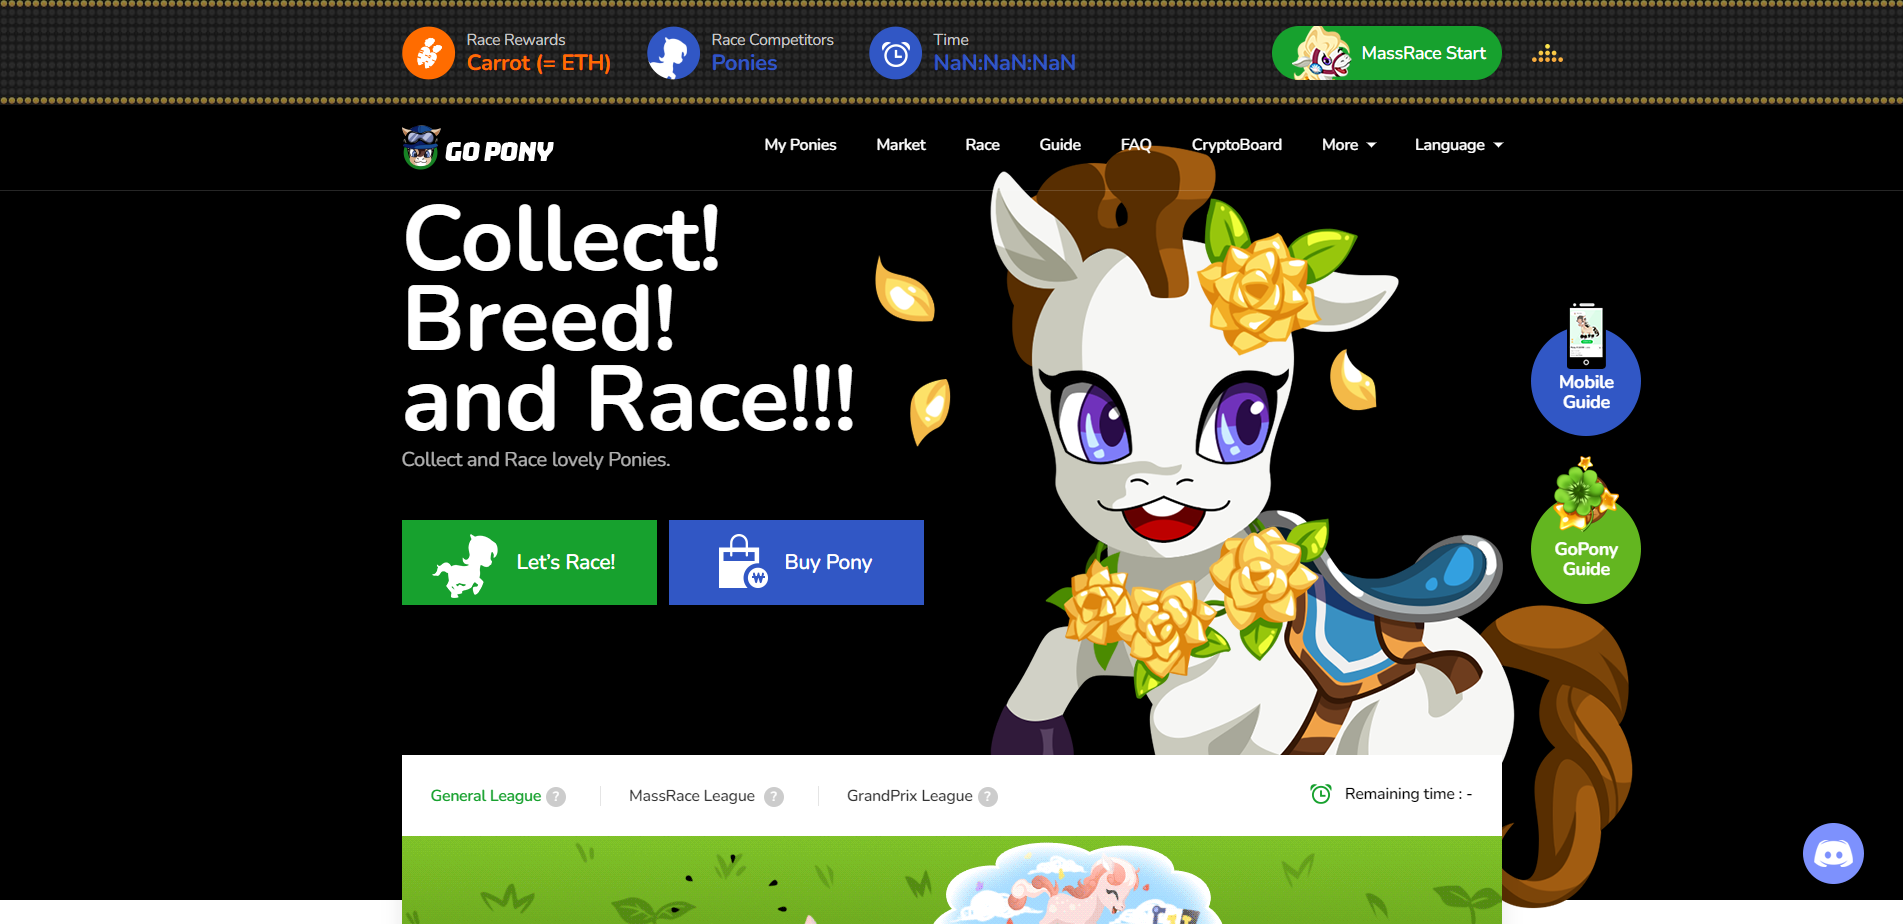 Race Rewards
Carrot (= ETH)
Race Competitors
Ponies
Time
NaN:NaN:NaN
MassRace Start
GO PONY
My Ponies
Market
Race
Guide
FAQ
CryptoBoard
More
Language
Collect!
Breed!
and Race!!!
Collect and Race lovely Ponies.
Let's Race!
Buy Pony
Mobile
Guide
GoPony
Guide
General League ?
MassRace League ?
GrandPrix League ?
Remaining time : -